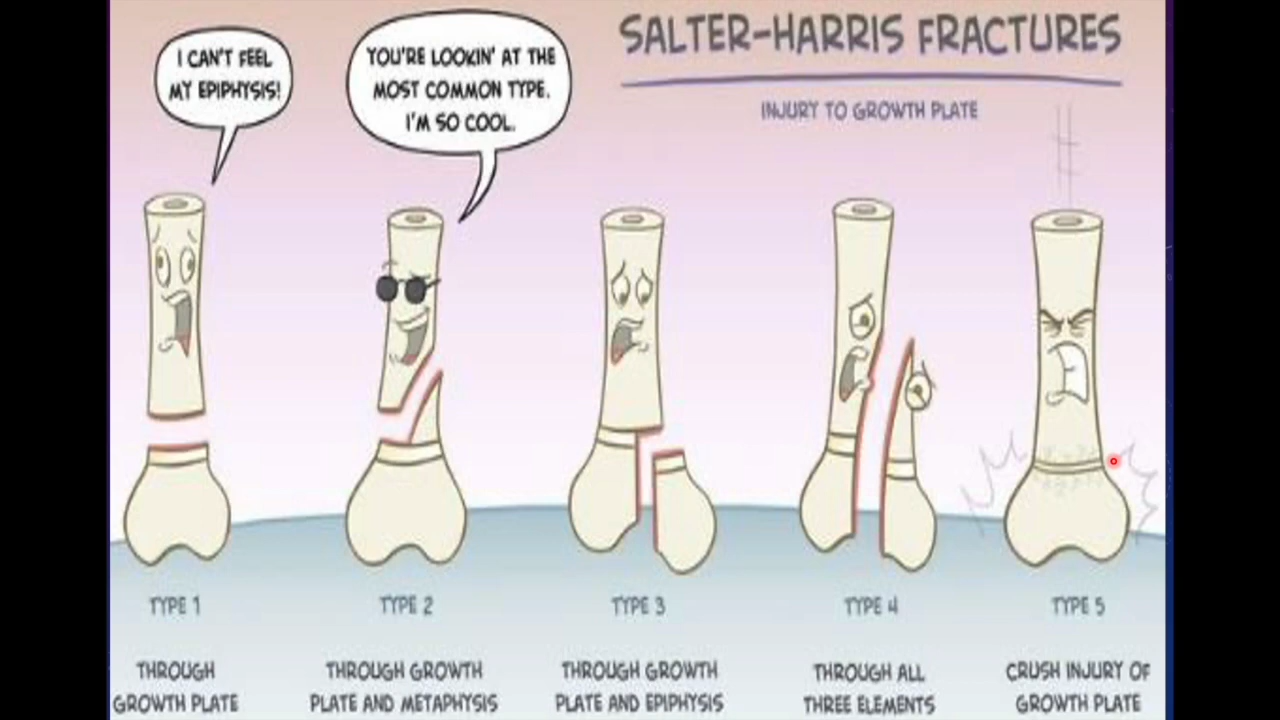 SALTER-HARRIS FRACTURES
INJURY TO GROWTH PLATE
I CAN'T FEEL
MY EPIPHYSIS!
YOU'RE LOOKIN' AT THE
MOST COMMON TYPE.
I'M SO COOL.
TYPE 1
THROUGH
GROWTH PLATE
TYPE 2
THROUGH GROWTH
PLATE AND METAPHYSIS
TYPE 3
THROUGH GROWTH
PLATE AND EPIPHYSIS
TYPE 4
THROUGH ALL
THREE ELEMENTS
TYPE 5
CRUSH INJURY OF
GROWTH PLATE